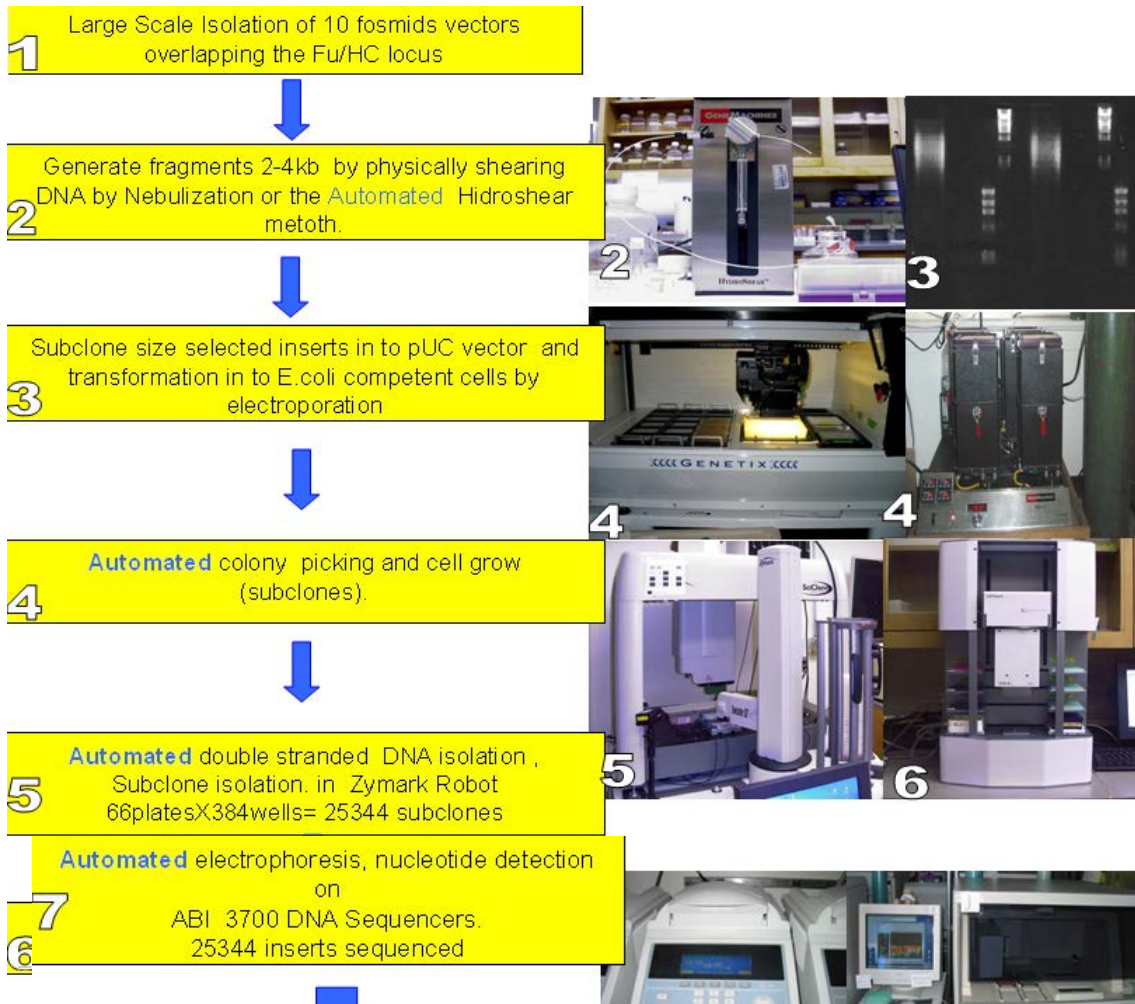 1
Large Scale Isolation of 10 fosmids vectors
overlapping the Fu/HC locus
2
Generate fragments 2-4kb by physically shearing
DNA by Nebulization or the Automated Hidroshear
metoth.
GENEMACHINES
HYDROSHEAR™
2
3
3
Subclone size selected inserts in to pUC vector and
transformation in to E.coli competent cells by
electroporation
GENETIX
4
4
4
Automated colony picking and cell grow
(subclones).
5
Automated double stranded DNA isolation ,
Subclone isolation. in Zymark Robot
66platesX384wells= 25344 subclones
5
6
7
Automated electrophoresis, nucleotide detection
on
ABI 3700 DNA Sequencers.
25344 inserts sequenced
6